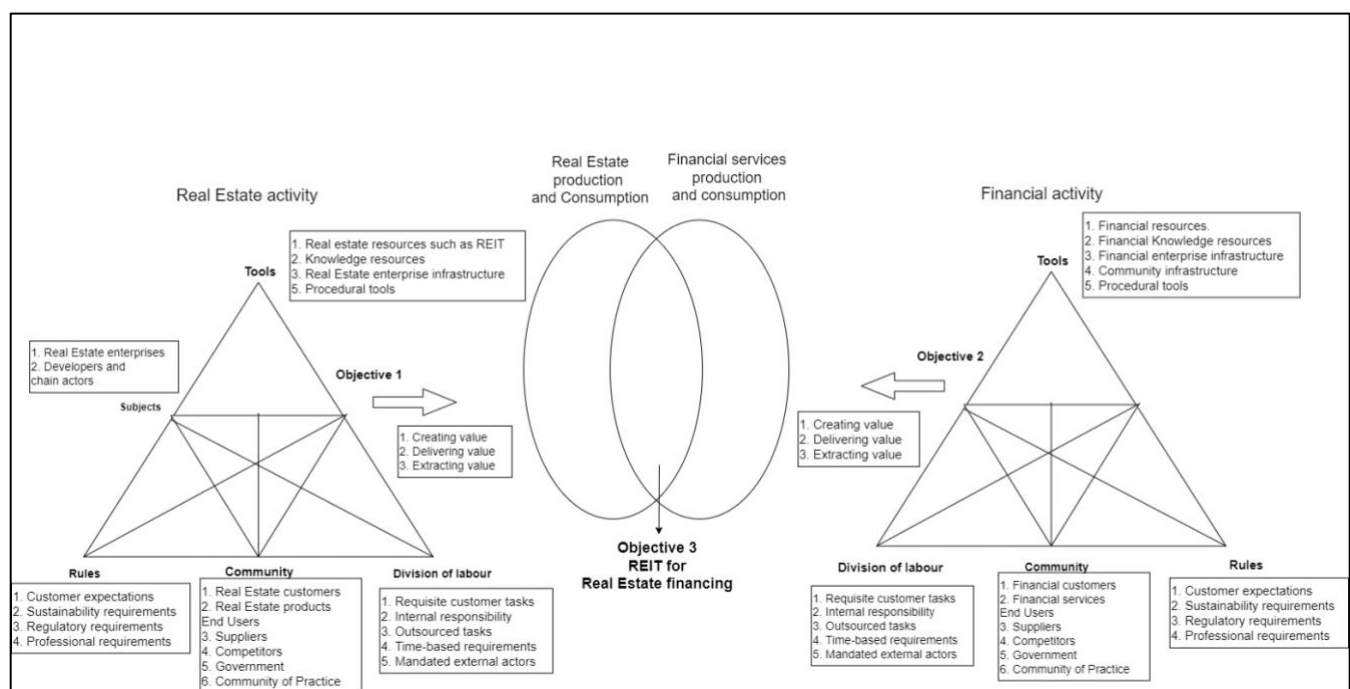 Real Estate activity
Real Estate
production
and Consumption
Financial services
production
and consumption
Financial activity
Tools
1. Real estate resources such as REIT
2. Knowledge resources
3. Real Estate enterprise infrastructure
5. Procedural tools
1. Real Estate enterprises
2. Developers and
chain actors
Subjects
Objective 1
1. Creating value
2. Delivering value
3. Extracting value
Rules
1. Customer expectations
2. Sustainability requirements
3. Regulatory requirements
4. Professional requirements
Community
1. Real Estate customers
2. Real Estate products
End Users
3. Suppliers
4. Competitors
5. Government
6. Community of Practice
Division of labour
1. Requisite customer tasks
2. Internal responsibility
3. Outsourced tasks
4. Time-based requirements
5. Mandated external actors
Objective 3
REIT for
Real Estate financing
Tools
1. Financial resources.
2. Financial Knowledge resources
3. Financial enterprise infrastructure
4. Community infrastructure
5. Procedural tools
Objective 2
1. Creating value
2. Delivering value
3. Extracting value
Division of labour
1. Requisite customer tasks
2. Internal responsibility
3. Outsourced tasks
4. Time-based requirements
5. Mandated external actors
Community
1. Financial customers
2. Financial services
End Users
3. Suppliers
4. Competitors
5. Government
6. Community of Practice
Rules
1. Customer expectations
2. Sustainability requirements
3. Regulatory requirements
4. Professional requirements